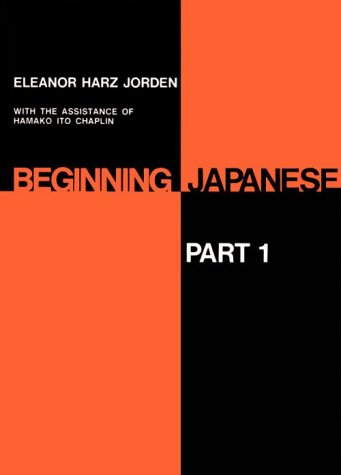 ELEANOR HARZ JORDEN
WITH THE ASSISTANCE OF
HAMAKO ITO CHAPLIN
BEGINNING JAPANESE
PART 1